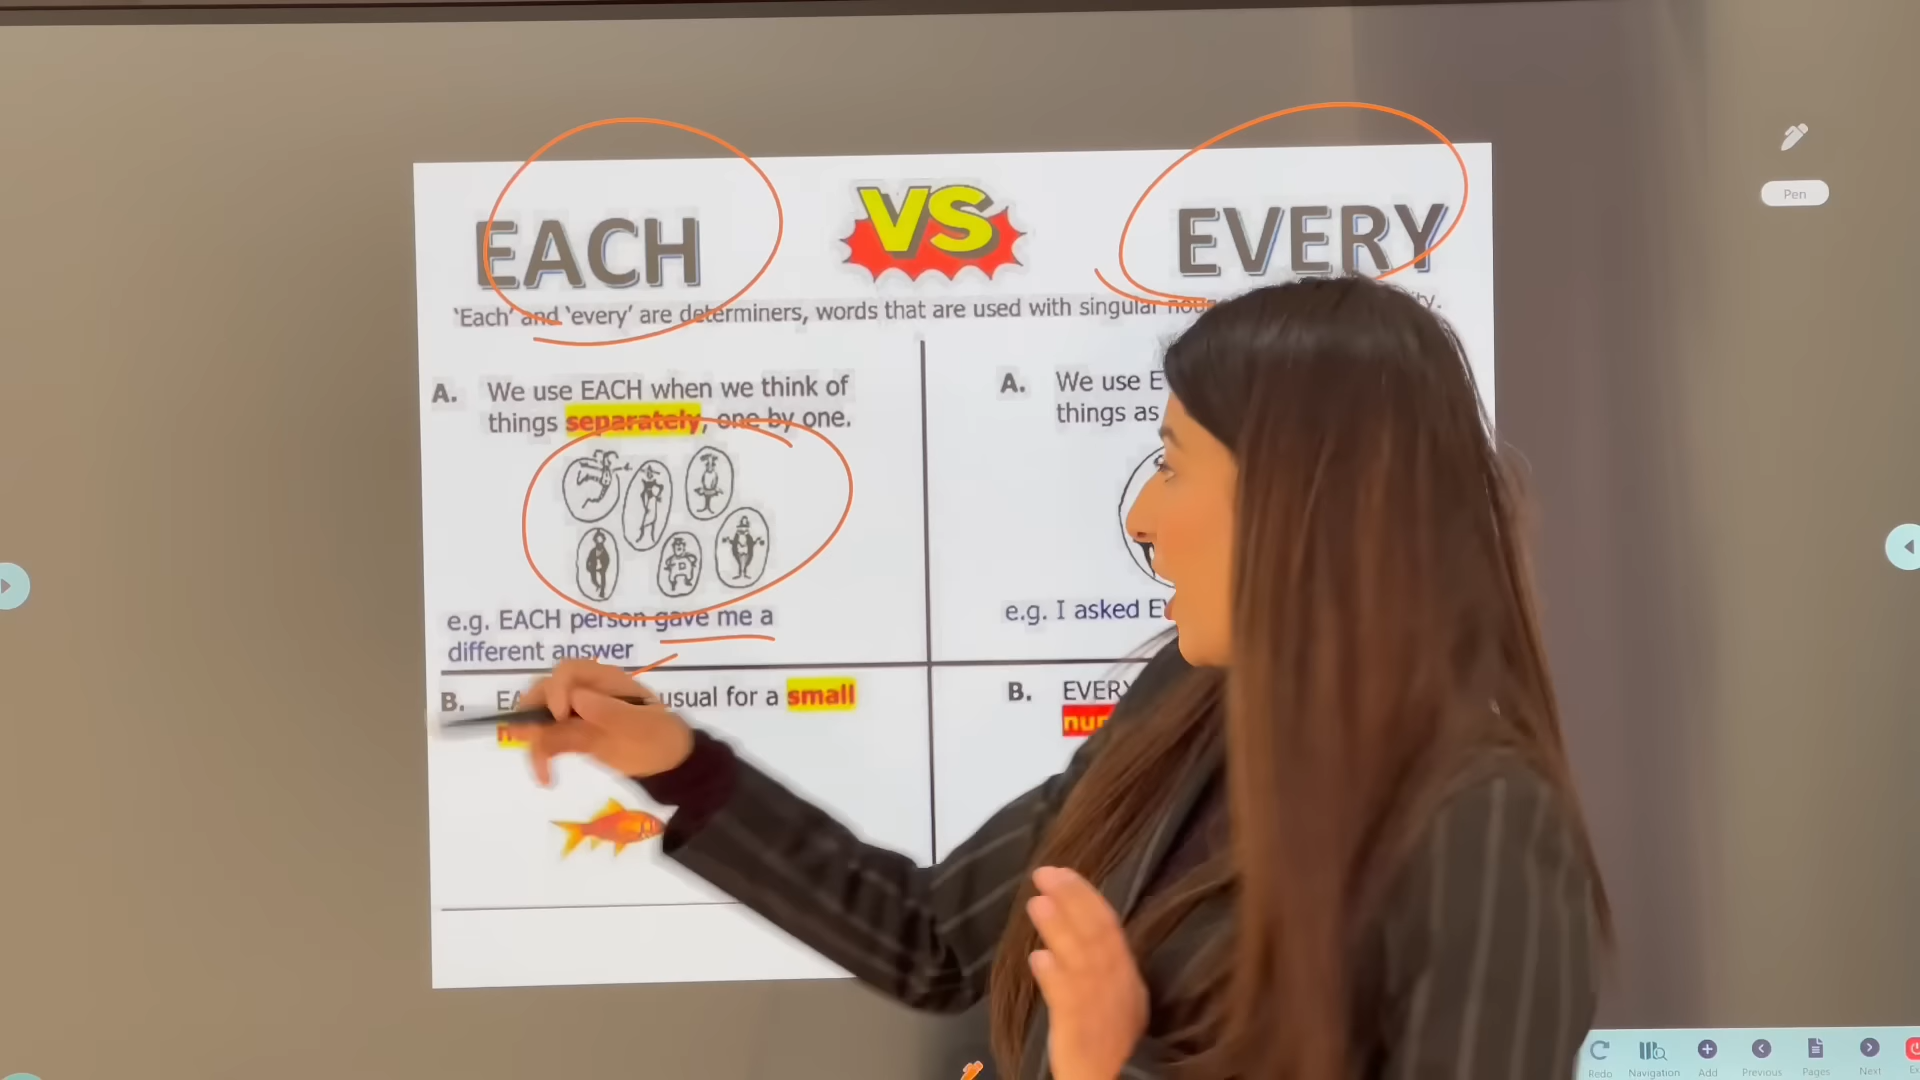 EACH VS EVERY
'Each' and 'every' are determiners, words that are used with singular
A. We use EACH when we think of
things separately, one by one.
e.g. EACH person gave me a
different answer
B. usual for a small
A. We use
things as
e.g. I asked
B. EVERY
Pen
Redo Navigation Add Previous Pages Next